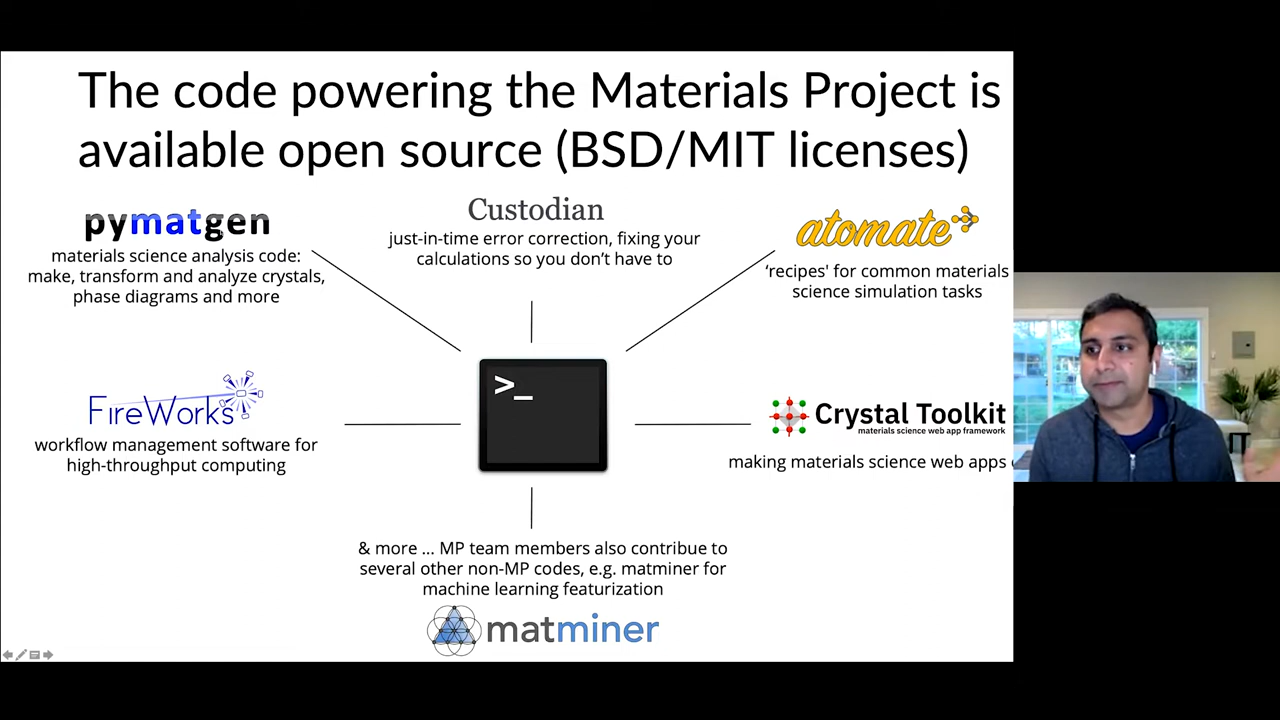 The code powering the Materials Project is
available open source (BSD/MIT licenses)
pymatgen
materials science analysis code:
make, transform and analyze crystals,
phase diagrams and more
Custodian
just-in-time error correction, fixing your
calculations so you don’t have to
atomate
‘recipes' for common materials
science simulation tasks
FireWorks
workflow management software for
high-throughput computing
>_
Crystal Toolkit
materials science web app framework
making materials science web apps
& more ... MP team members also contribute to
several other non-MP codes, e.g. matminer for
machine learning featurization
matminer